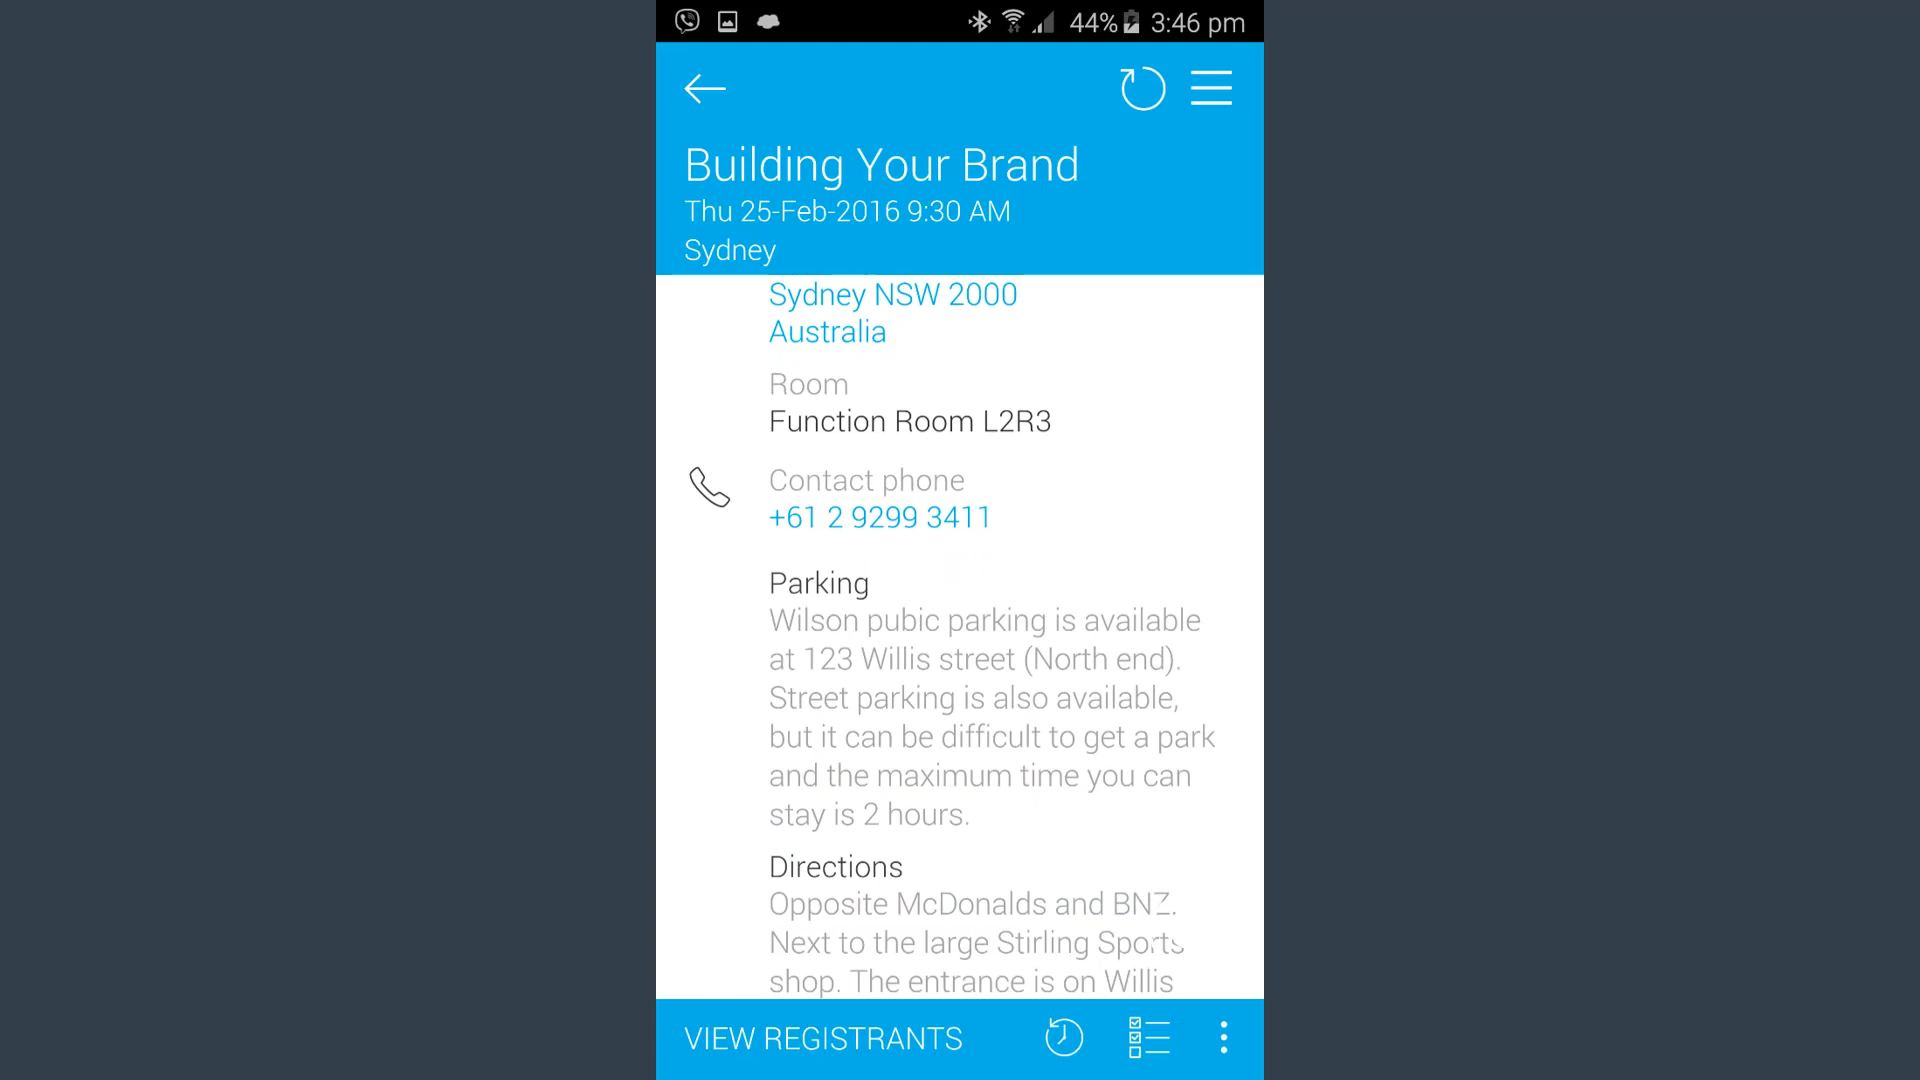 44% 3:46 pm
Building Your Brand
Thu 25-Feb-2016 9:30 AM
Sydney
Sydney NSW 2000
Australia
Room
Function Room L2R3
Contact phone
+61 2 9299 3411
Parking
Wilson pubic parking is available
at 123 Willis street (North end).
Street parking is also available,
but it can be difficult to get a park
and the maximum time you can
stay is 2 hours.
Directions
Opposite McDonalds and BNZ.
Next to the large Stirling Sports
shop. The entrance is on Willis
VIEW REGISTRANTS